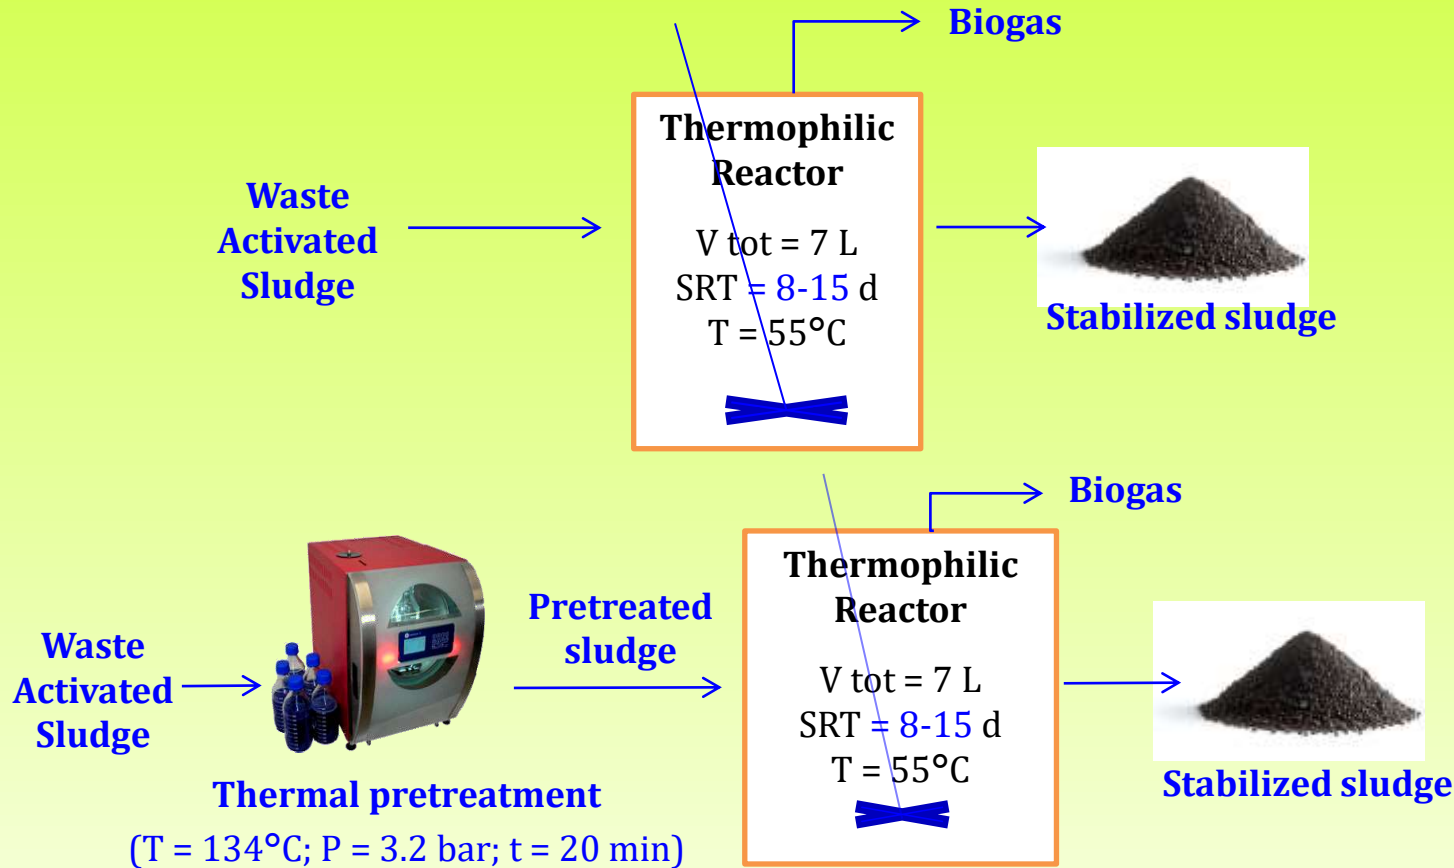 Biogas
Thermophilic
Reactor
V tot = 7 L
SRT = 8-15 d
T = 55°C
Waste
Activated
Sludge
Stabilized sludge
Biogas
Thermophilic
Reactor
V tot = 7 L
SRT = 8-15 d
T = 55°C
Waste
Activated
Sludge
Pretreated
sludge
Stabilized sludge
Thermal pretreatment
(T = 134°C; P = 3.2 bar; t = 20 min)